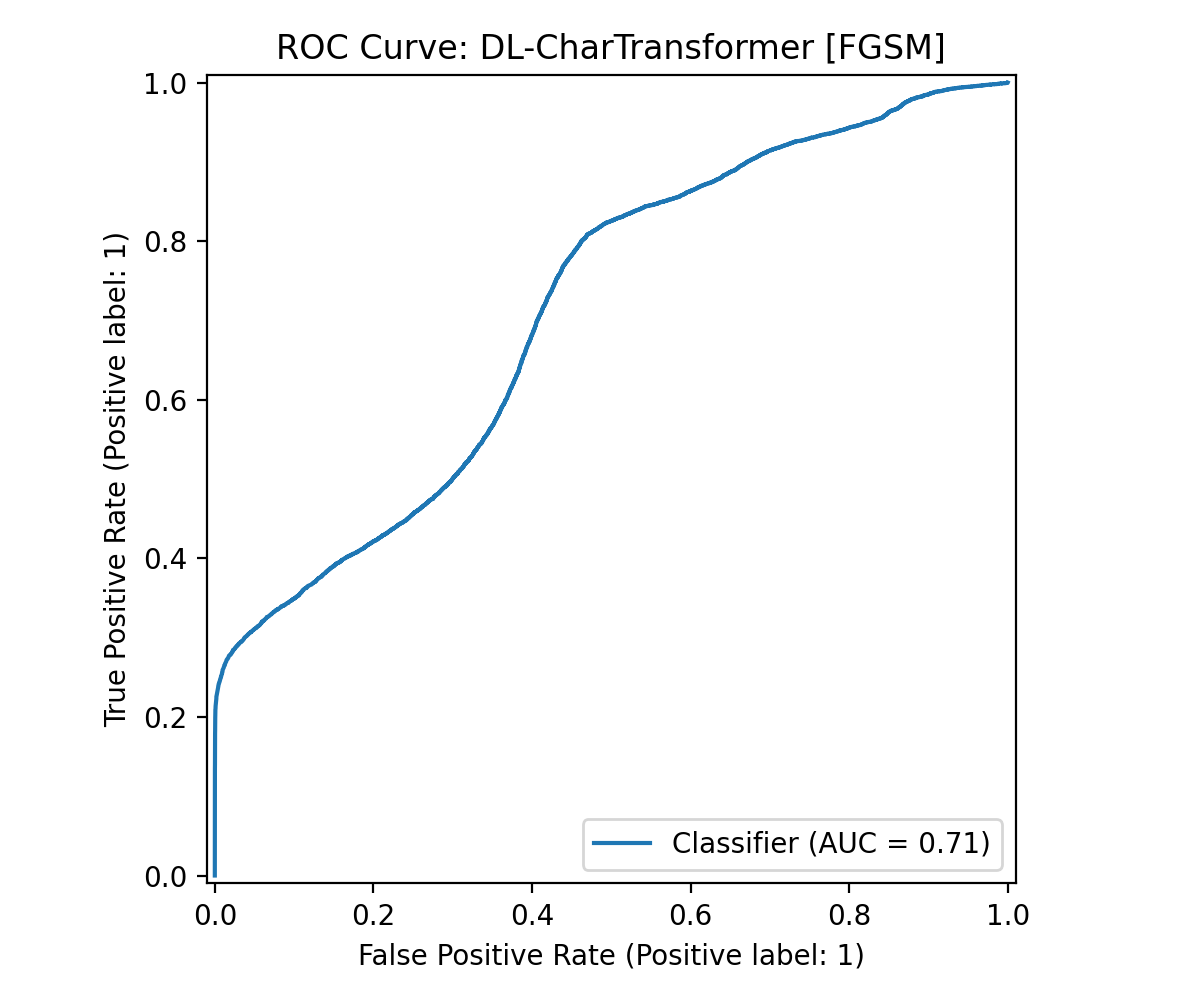 ROC Curve: DL-CharTransformer [FGSM]
True Positive Rate (Positive label: 1)
1.0
0.8
0.6
0.4
0.2
0.0
Classifier (AUC = 0.71)
0.0 0.2 0.4 0.6 0.8 1.0
False Positive Rate (Positive label: 1)